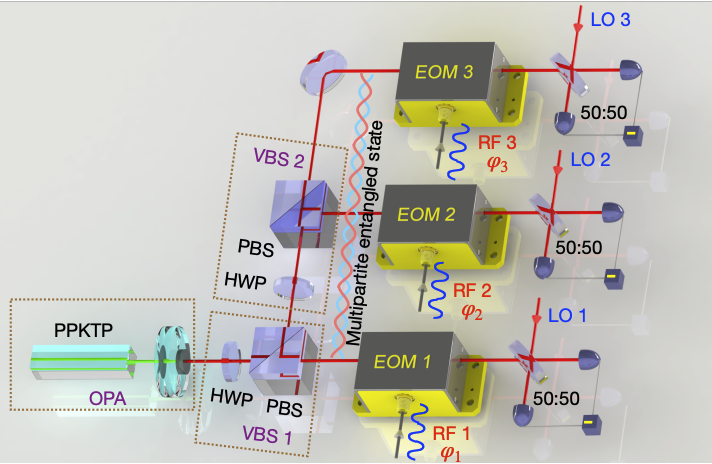 LO 3
EOM 3
50:50
RF 3
φ3
VBS 2
LO 2
Multipartite entangled state
EOM 2
PBS
50:50
HWP
RF 2
φ2
LO 1
PPKTP
EOM 1
OPA
HWP
PBS
50:50
VBS 1
RF 1
φ1